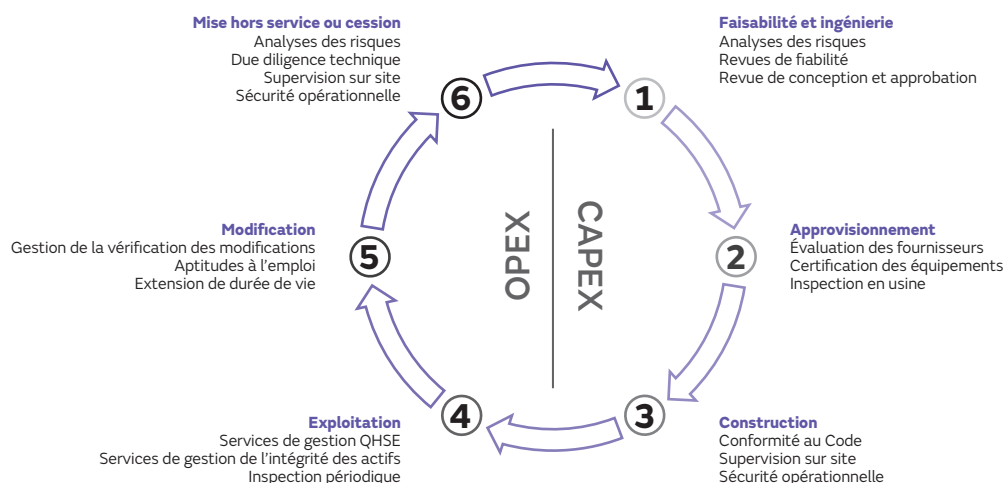 Mise hors service ou cession
Analyses des risques
Due diligence technique
Supervision sur site
Sécurité opérationnelle
6
1
Faisabilité et ingénierie
Analyses des risques
Revues de fiabilité
Revue de conception et approbation
OPEX
CAPEX
Modification
Gestion de la vérification des modifications
Aptitudes à l'emploi
Extension de durée de vie
5
2
Approvisionnement
Évaluation des fournisseurs
Certification des équipements
Inspection en usine
Exploitation
Services de gestion QHSE
Services de gestion de l'intégrité des actifs
Inspection périodique
4
3
Construction
Conformité au Code
Supervision sur site
Sécurité opérationnelle